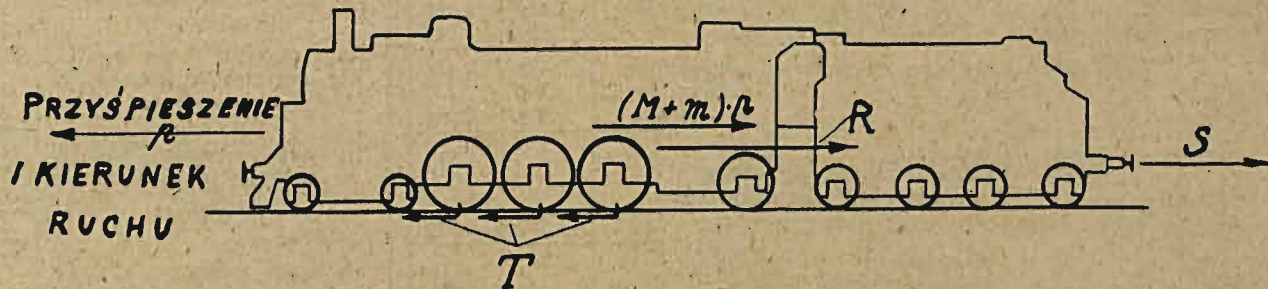 PRZYŚPIESZENIE
p
I KIERUNEK
RUCHU
(M+m)·p
R
S
T